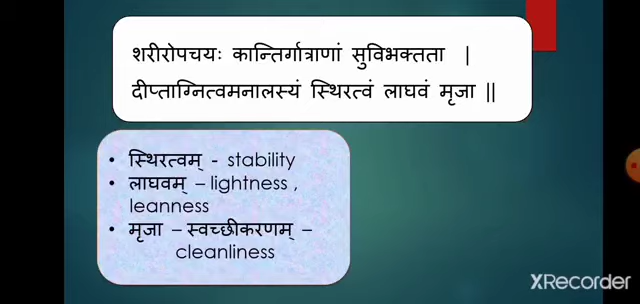 शरीरोपचयः कान्तिर्गात्राणां सुविभक्तता |
दीप्ताग्नित्वमनालस्यं स्थिरत्वं लाघवं मृजा ||
• स्थिरत्वम् - stability
• लाघवम् – lightness ,
leanness
• मृजा – स्वच्छीकरणम् –
cleanliness
XRecorder